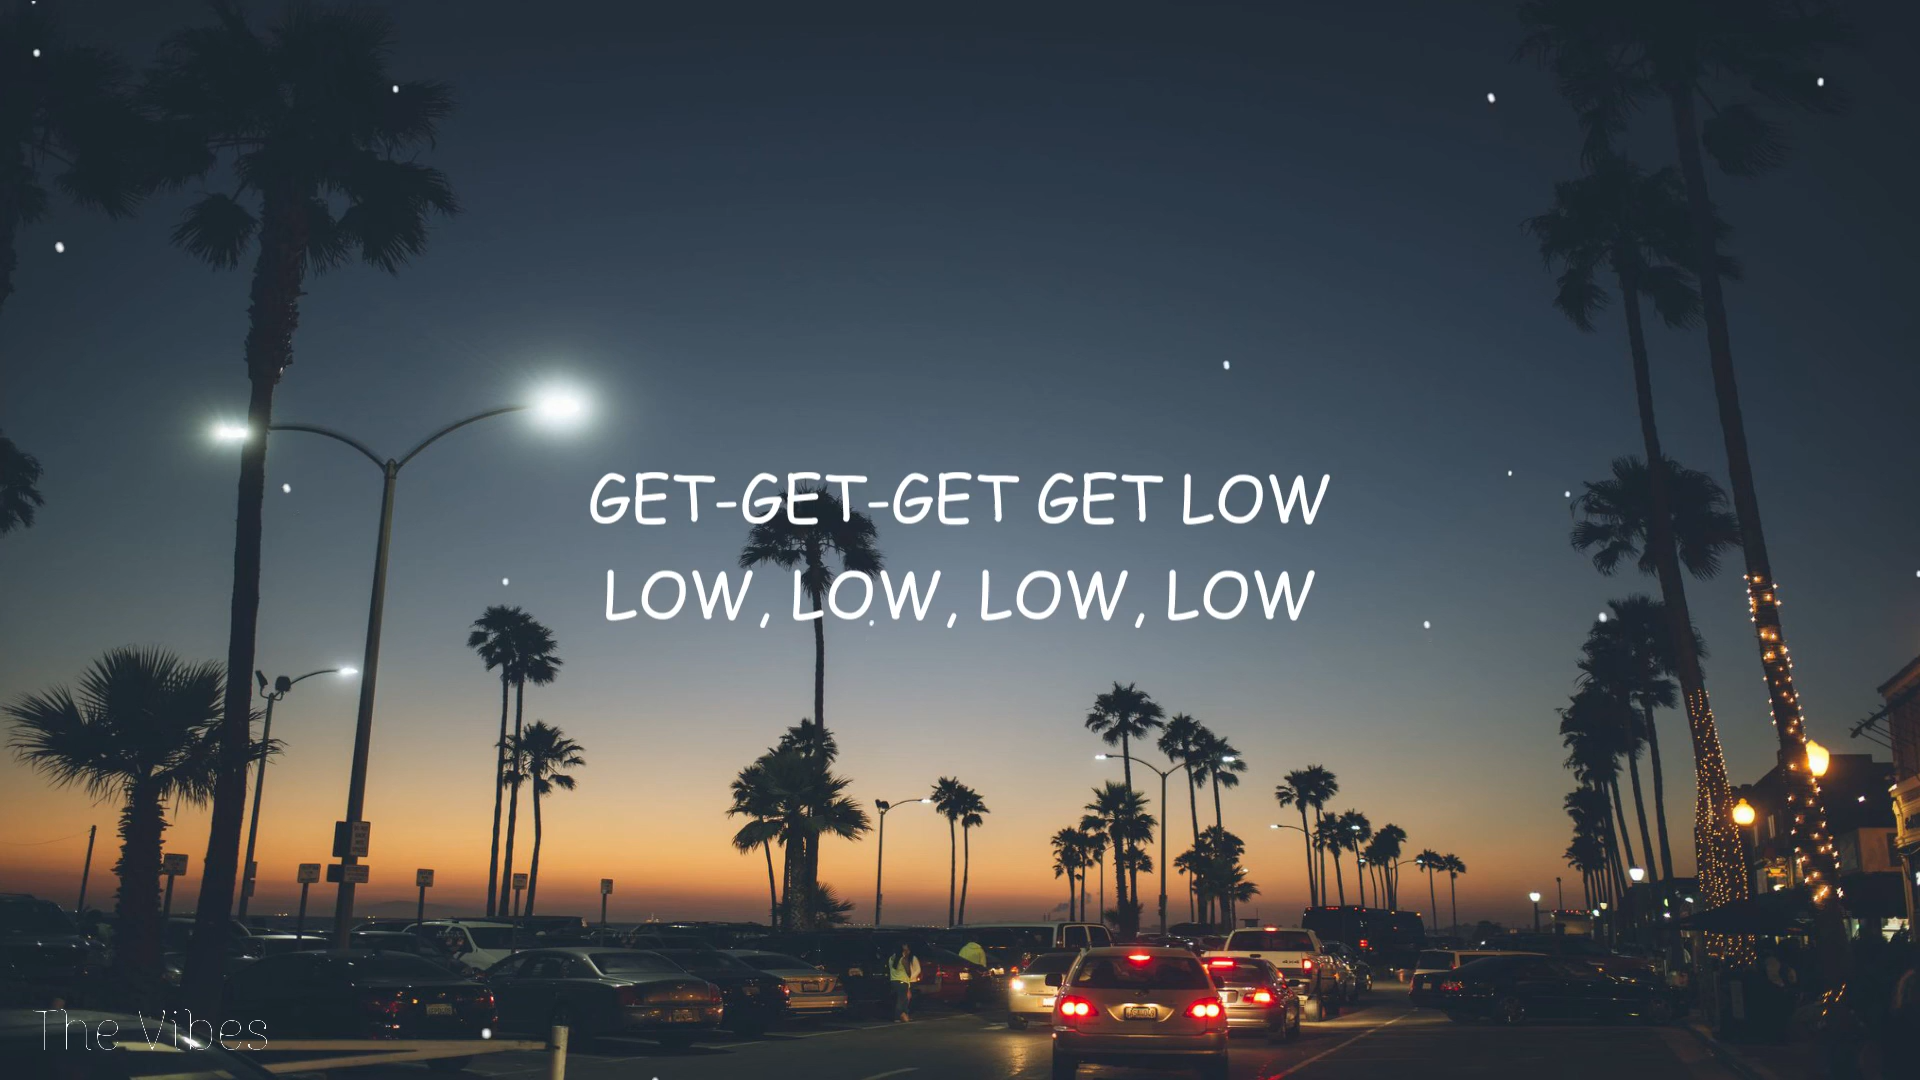 GET-GET-GET GET LOW
LOW, LOW, LOW, LOW
The Vibes